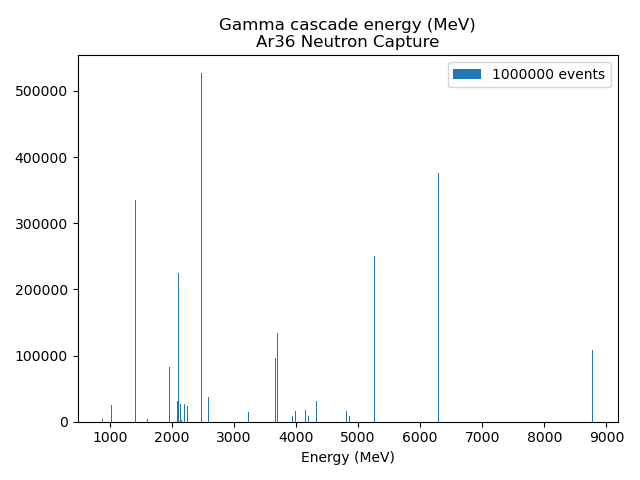 Gamma cascade energy (MeV)
Ar36 Neutron Capture
1000000 events
500000
400000
300000
200000
100000
0
1000 2000 3000 4000 5000 6000 7000 8000 9000
Energy (MeV)